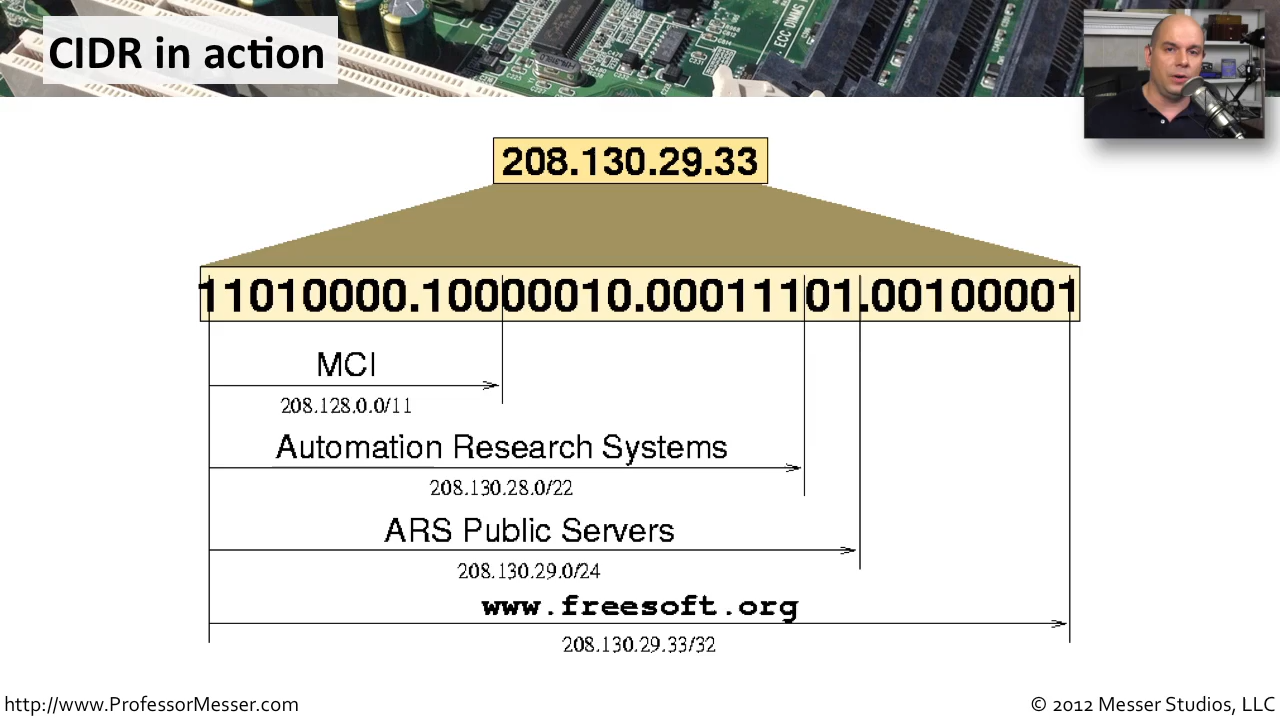 CIDR in action
ECC DIMMS
208.130.29.33
11010000.10000010.00011101.00100001
MCI
208.128.0.0/11
Automation Research Systems
208.130.28.0/22
ARS Public Servers
208.130.29.0/24
www.freesoft.org
208.130.29.33/32
http://www.ProfessorMesser.com
© 2012 Messer Studios, LLC